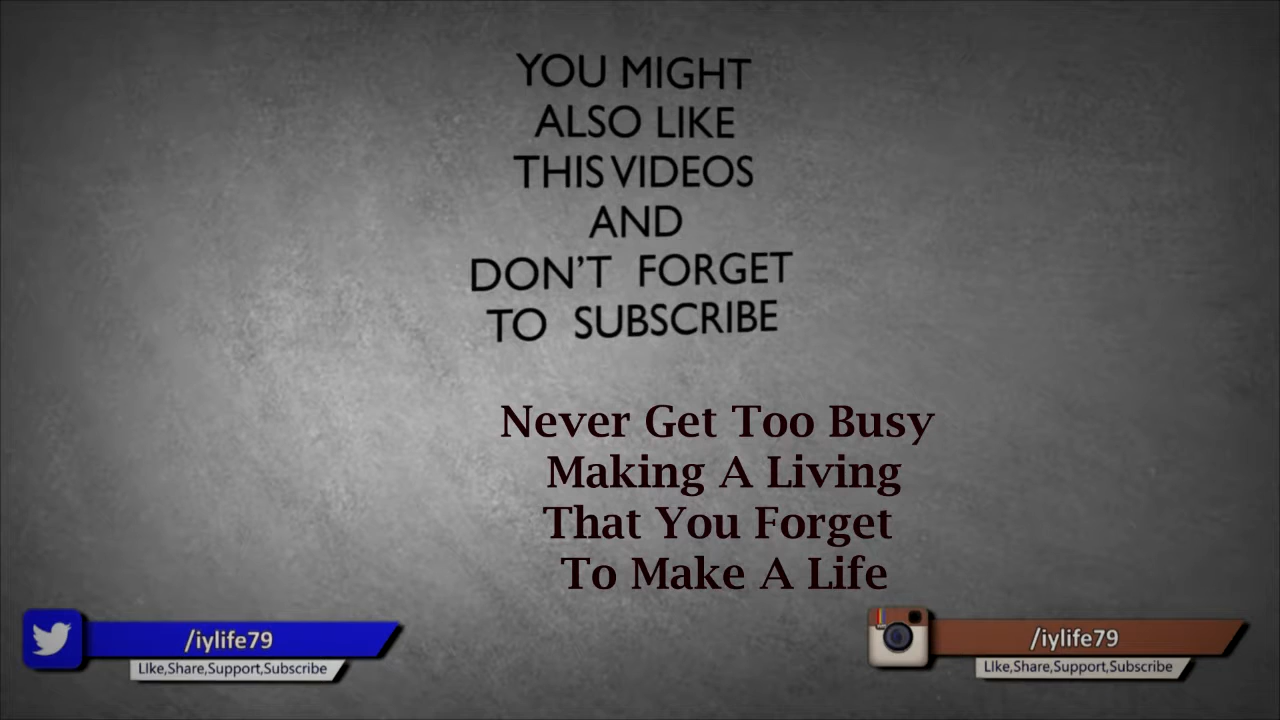 YOU MIGHT
ALSO LIKE
THIS VIDEOS
AND
DON'T FORGET
TO SUBSCRIBE
Never Get Too Busy
Making A Living
That You Forget
To Make A Life
/iylife79
LIke,Share,Support,Subscribe
/iylife79
LIke,Share,Support,Subscribe